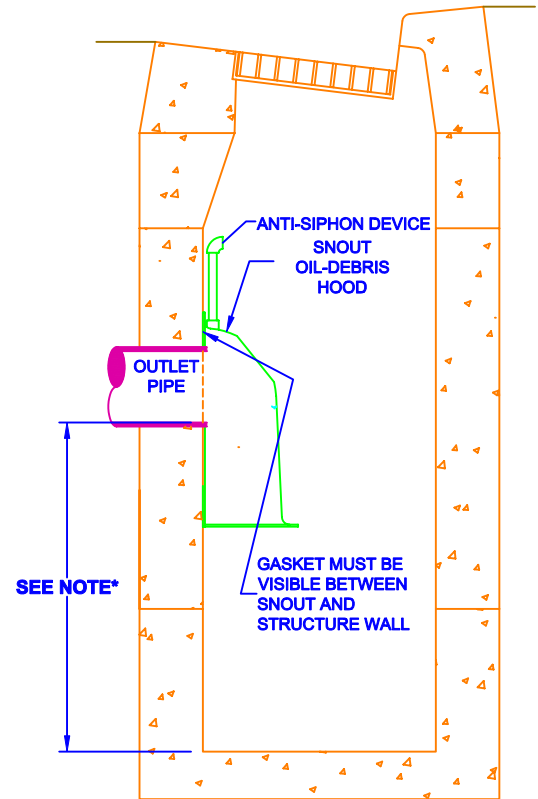 ANTI-SIPHON DEVICE
SNOUT
OIL-DEBRIS
HOOD
OUTLET
PIPE
GASKET MUST BE
VISIBLE BETWEEN
SNOUT AND
STRUCTURE WALL
SEE NOTE*